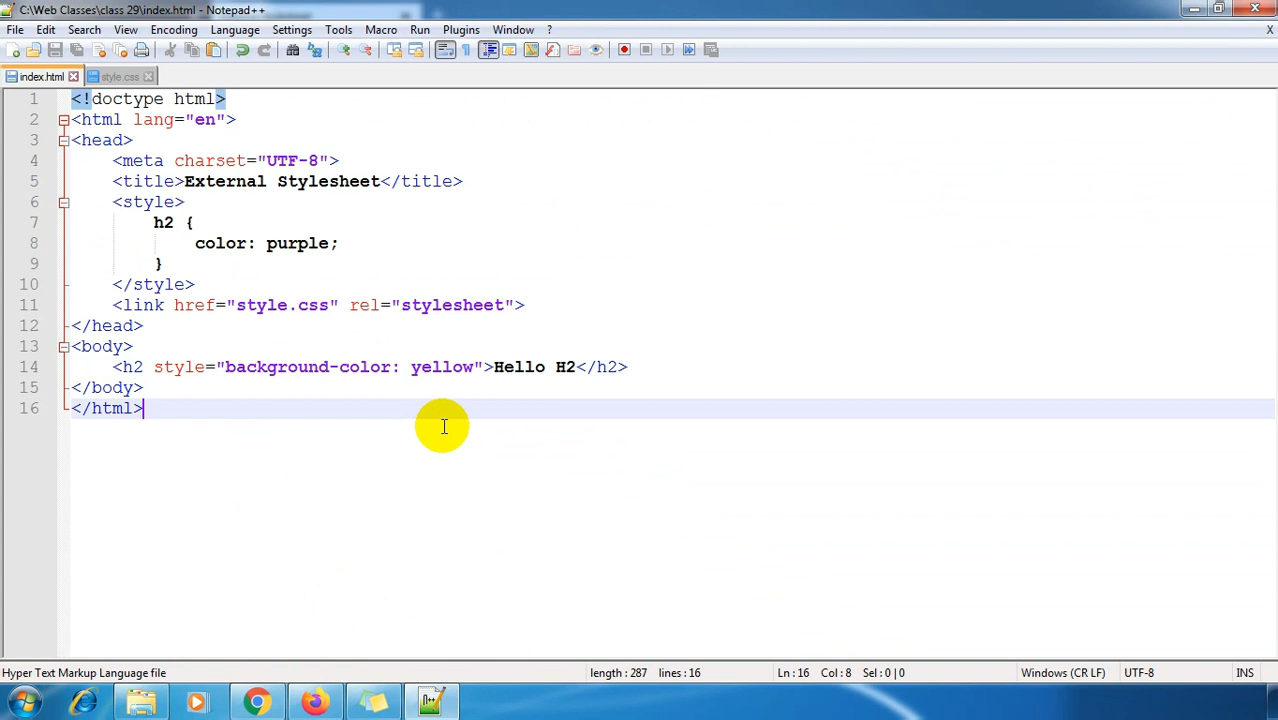 C:\Web Classes\class 29\index.html - Notepad++
File Edit Search View Encoding Language Settings Tools Macro Run Plugins Window ? X
index.html style.css
1 <!doctype html>
2 <html lang="en">
3 <head>
4 <meta charset="UTF-8">
5 <title>External Stylesheet</title>
6 <style>
7 h2 {
8 color: purple;
9 }
10 </style>
11 <link href="style.css" rel="stylesheet">
12 </head>
13 <body>
14 <h2 style="background-color: yellow">Hello H2</h2>
15 </body>
16 </html>
Hyper Text Markup Language file length : 287 lines : 16 Ln : 16 Col : 8 Sel : 0 | 0 Windows (CR LF) UTF-8 INS